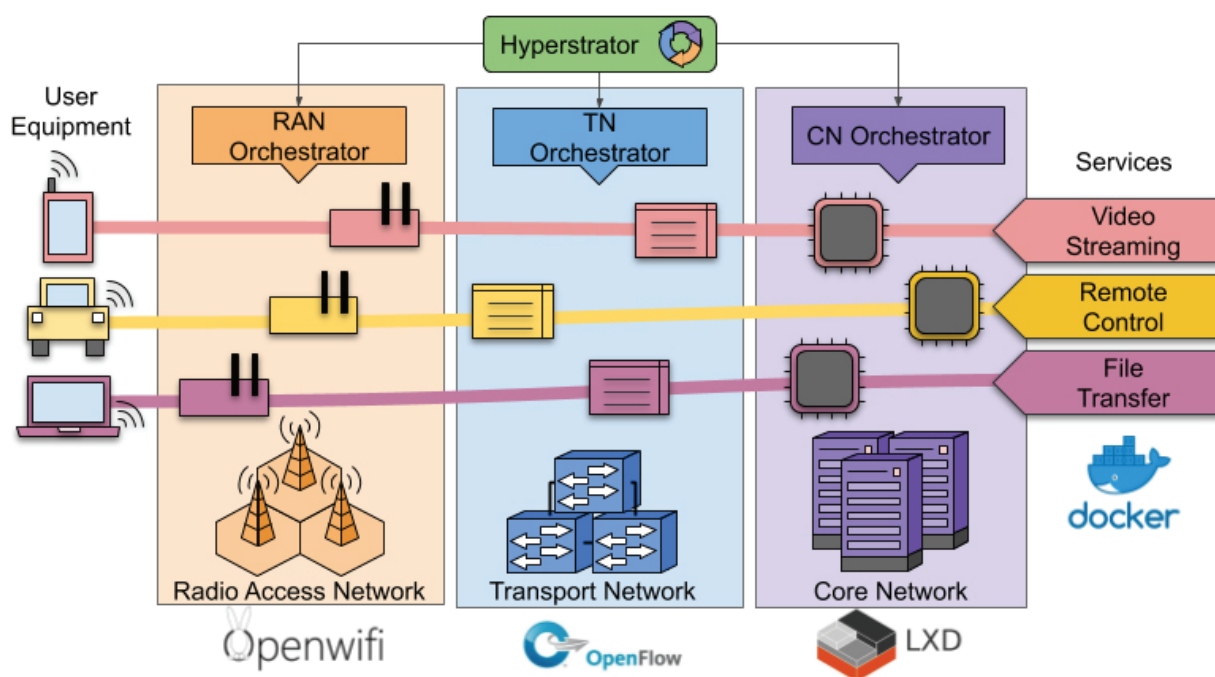 Hyperstrator
User
Equipment
RAN
Orchestrator
TN
Orchestrator
CN Orchestrator
Services
Video
Streaming
Remote
Control
File
Transfer
Radio Access Network
Transport Network
Core Network
docker
Openwifi
OpenFlow
LXD